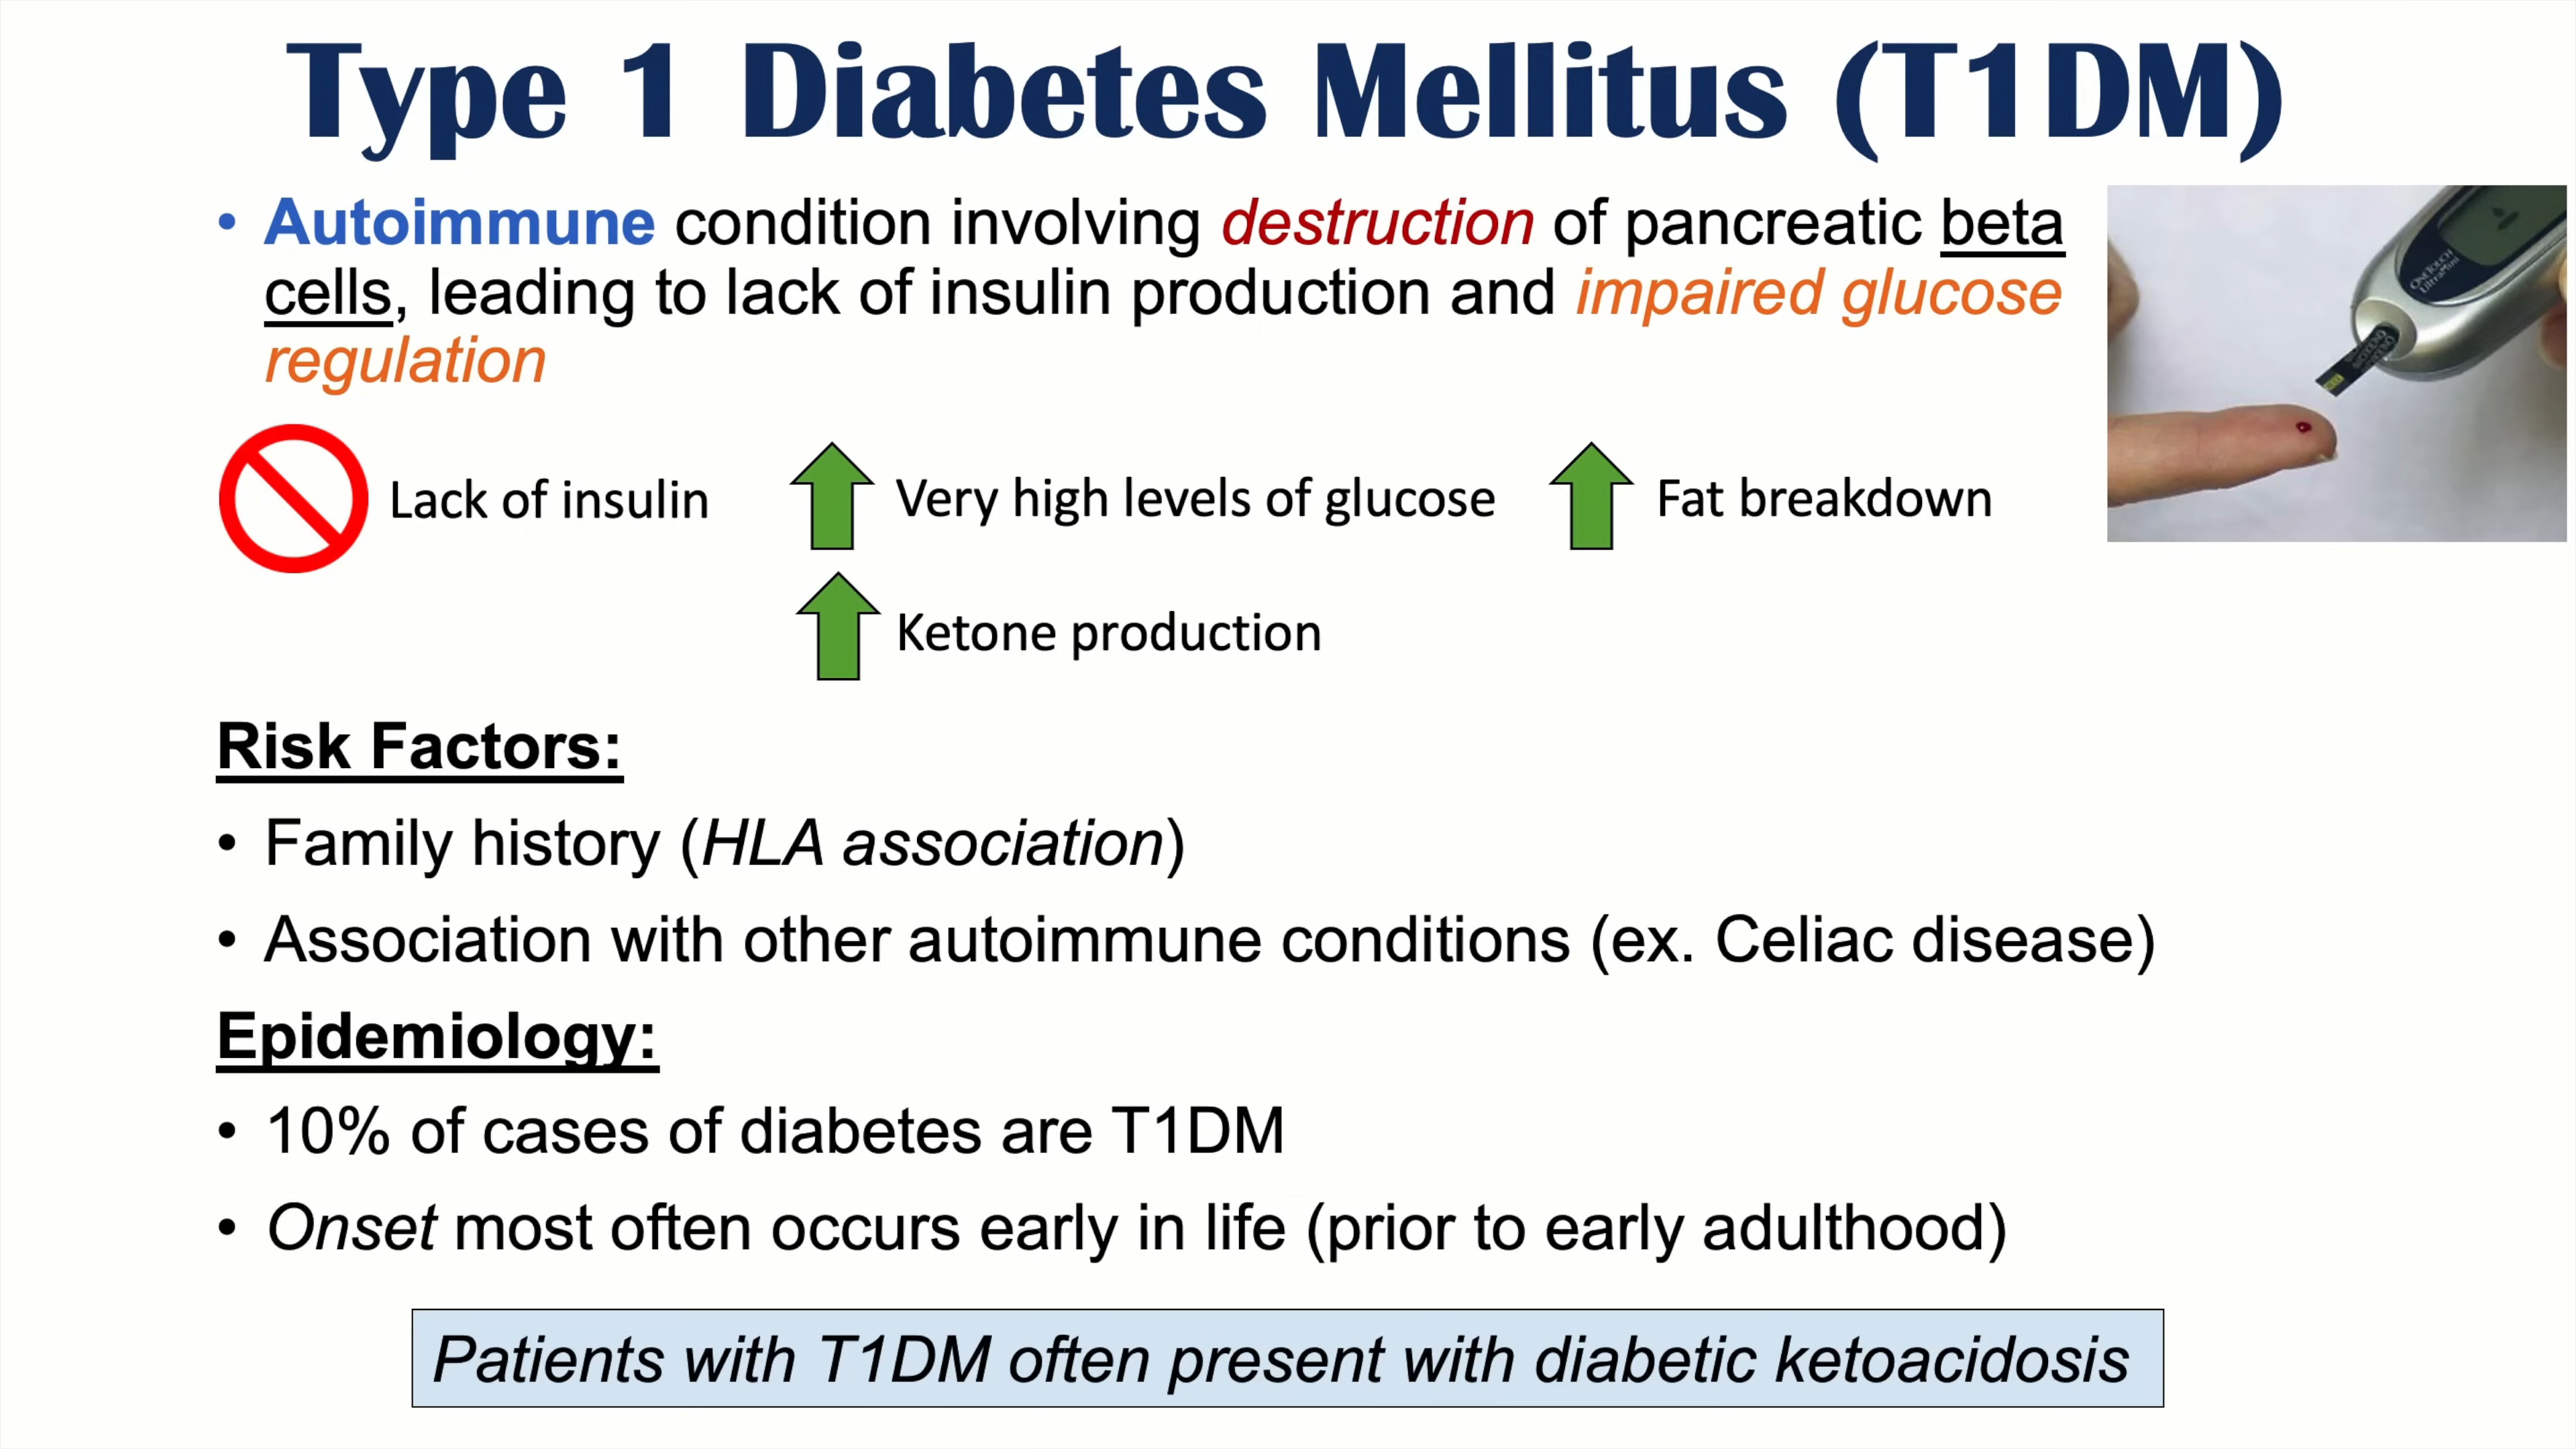 Type 1 Diabetes Mellitus (T1DM)
• Autoimmune condition involving destruction of pancreatic beta
cells, leading to lack of insulin production and impaired glucose
regulation
Lack of insulin
Very high levels of glucose
Fat breakdown
Ketone production
OneTouch
UltraMini
Risk Factors:
• Family history (HLA association)
• Association with other autoimmune conditions (ex. Celiac disease)
Epidemiology:
• 10% of cases of diabetes are T1DM
• Onset most often occurs early in life (prior to early adulthood)
Patients with T1DM often present with diabetic ketoacidosis